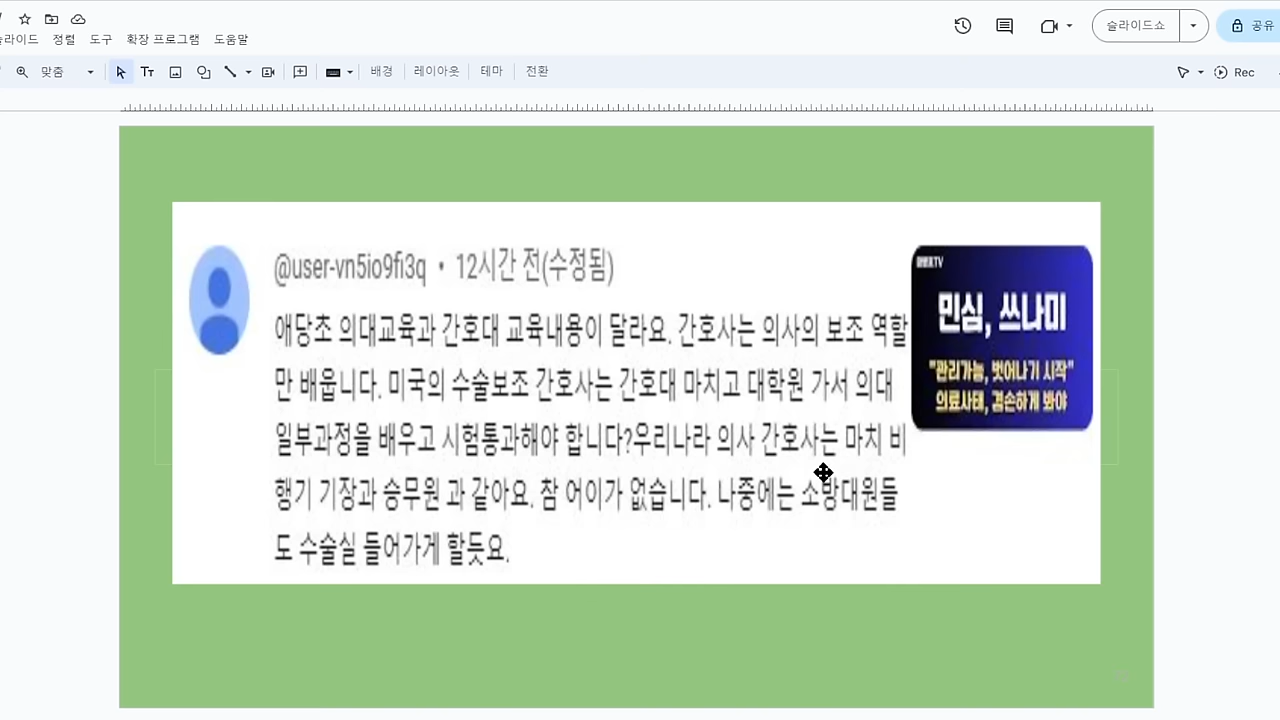 슬라이드쇼
공유
정렬 도구 확장 프로그램 도움말
맞춤
배경 레이아웃 테마 전환
Rec
@user-vn5io9fi3q • 12시간 전(수정됨)
애당초 의대교육과 간호대 교육내용이 달라요. 간호사는 의사의 보조 역할
만 배웁니다. 미국의 수술보조 간호사는 간호대 마치고 대학원 가서 의대
일부과정을 배우고 시험통과해야 합니다?우리나라 의사 간호사는 마치 비
행기 기장과 승무원 과 같아요. 참 어이가 없습니다. 나중에는 소방대원들
도 수술실 들어가게 할듯요.
민심, 쓰나미
"관리가능, 벗어나기 시작"
의료사태, 겸손하게 봐야